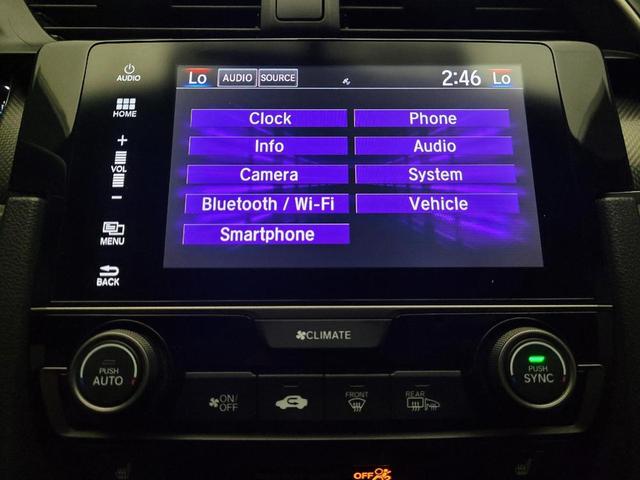 AUDIO
Lo AUDIO SOURCE 2:46 Lo
HOME
Clock Phone
Info Audio
+
VOL
−
Camera System
Bluetooth / Wi-Fi Vehicle
MENU
Smartphone
BACK
CLIMATE
PUSH AUTO
PUSH SYNC
ON/OFF
FRONT
REAR
OFF